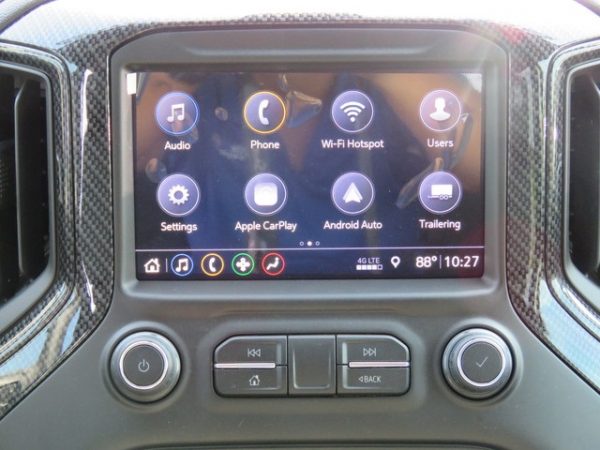 Audio Phone Wi-Fi Hotspot Users
Settings Apple CarPlay Android Auto Trailering
4G LTE 88° 10:27
BACK